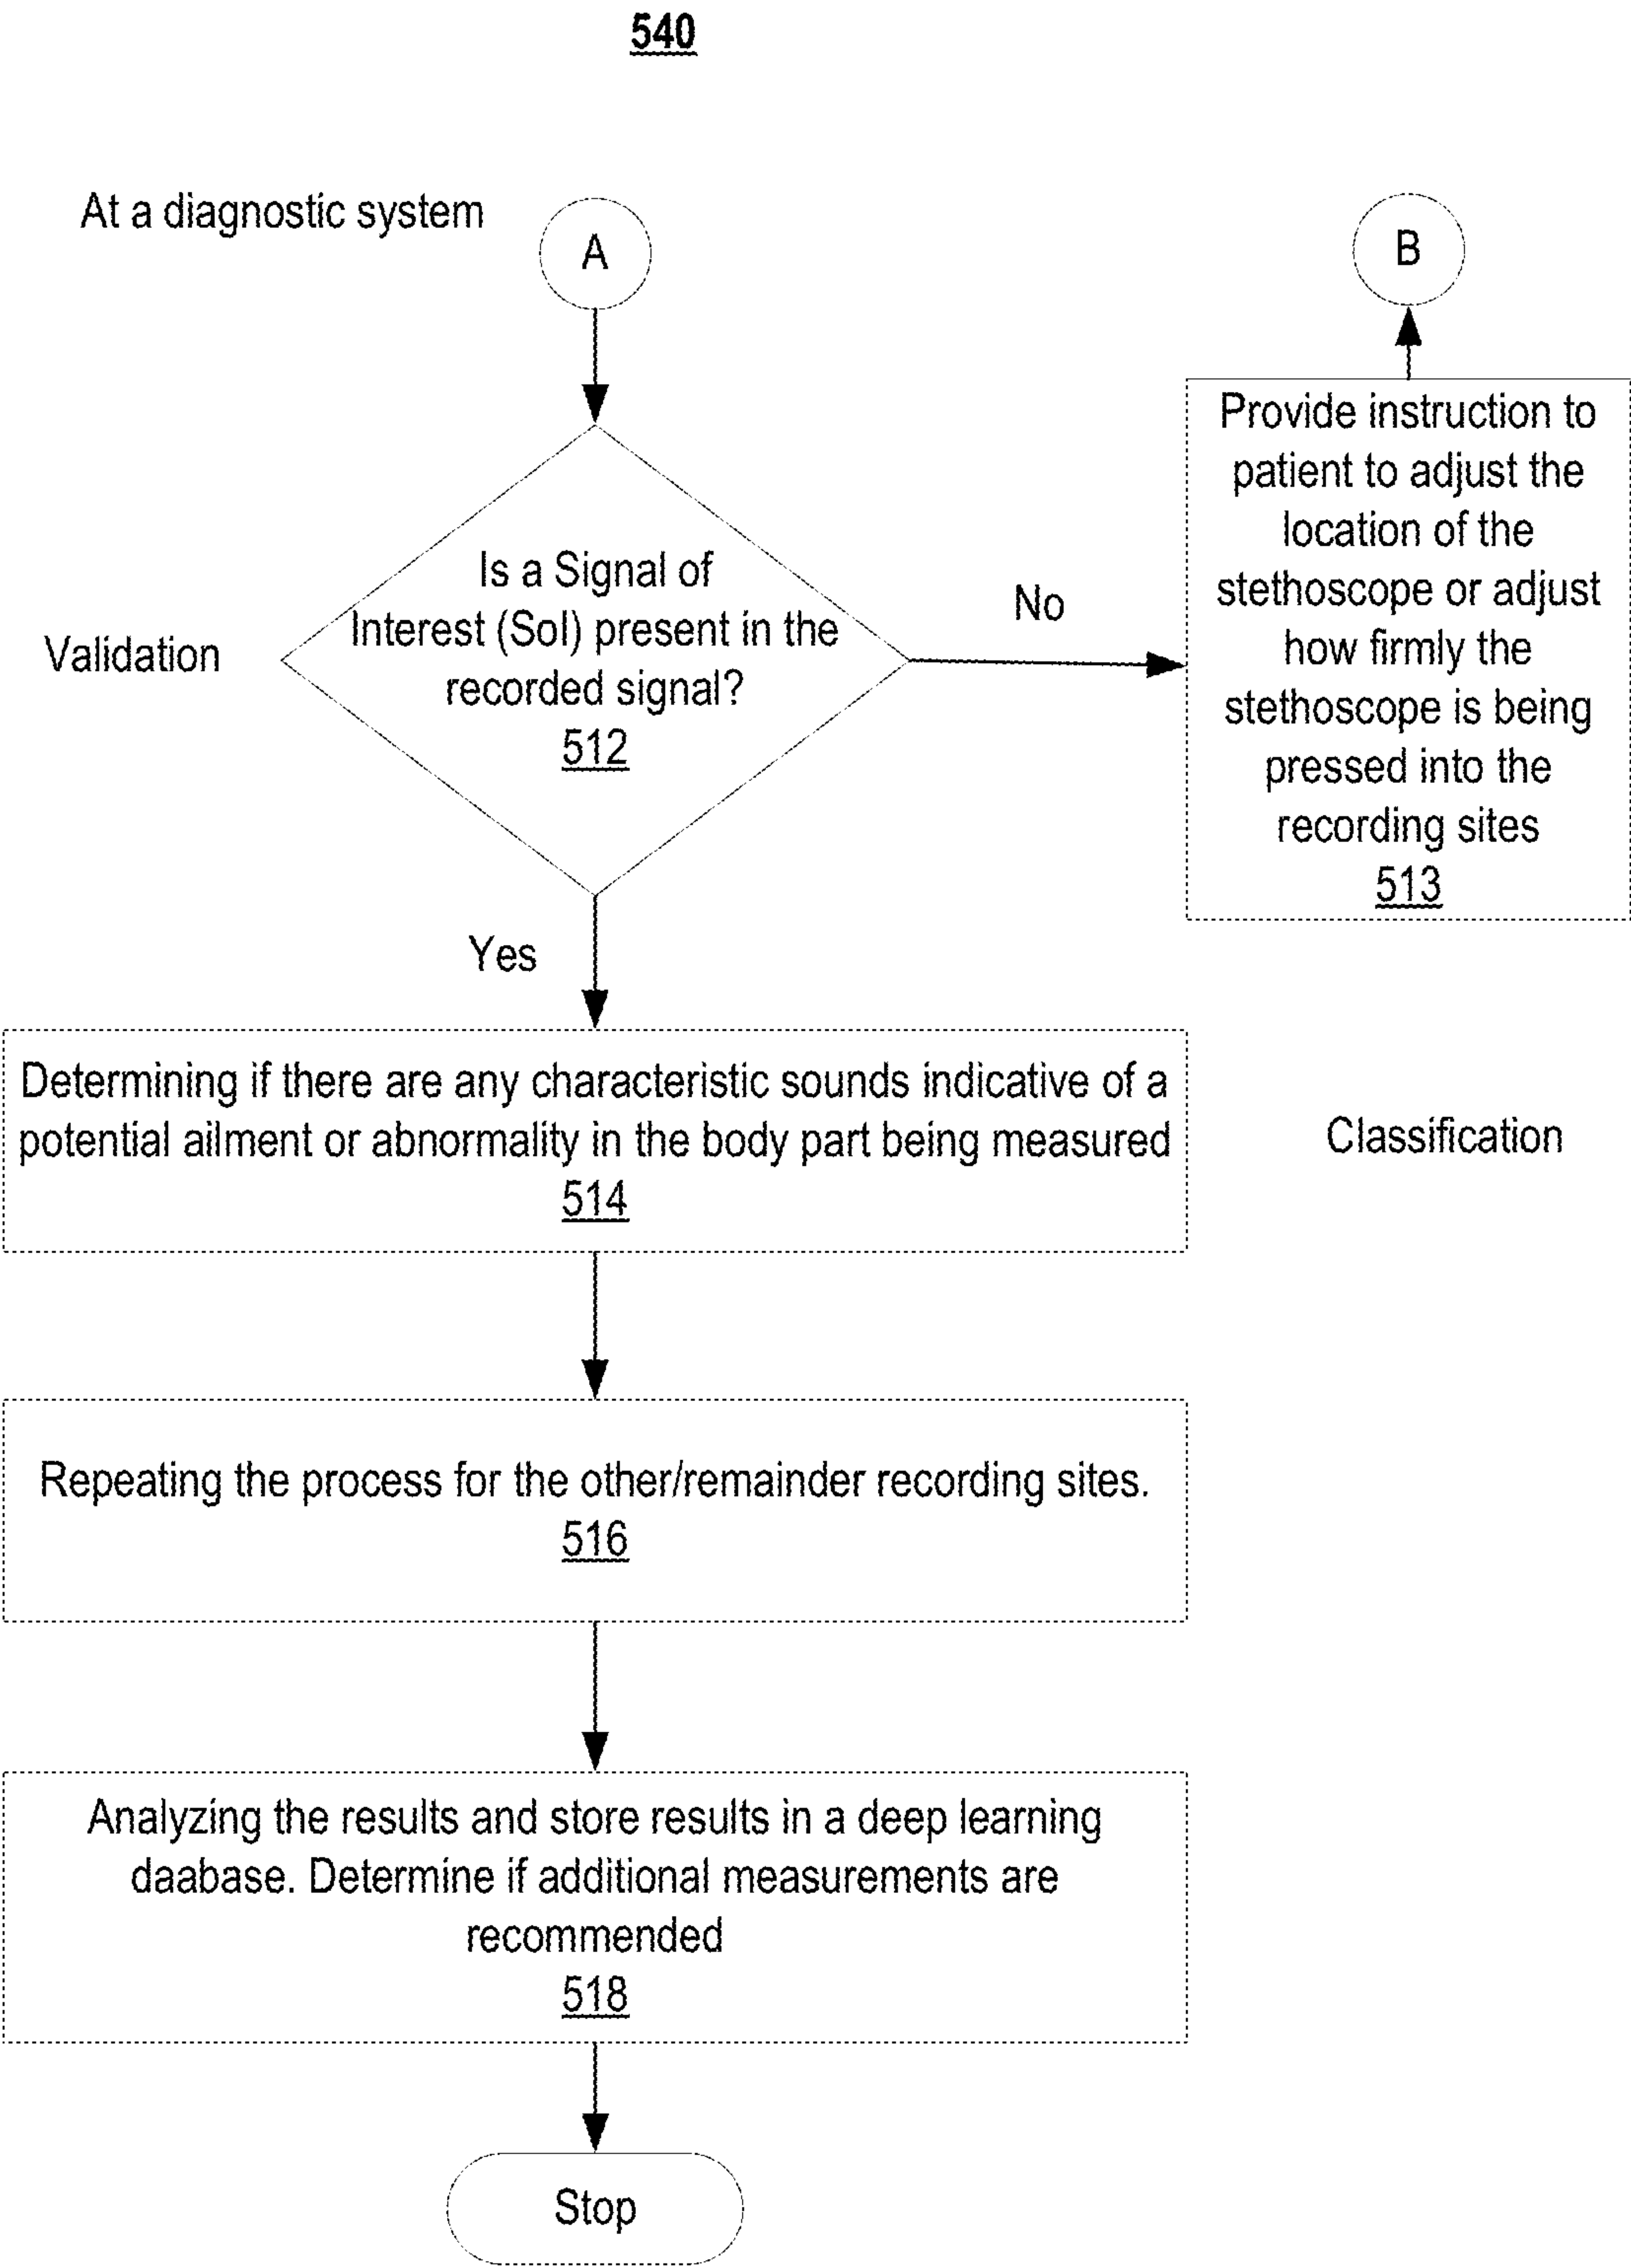 540
At a diagnostic system
A
B
Provide instruction to
patient to adjust the
location of the
stethoscope or adjust
how firmly the
stethoscope is being
pressed into the
recording sites
513
Is a Signal of
Interest (SoI) present in the
recorded signal?
512
No
Validation
Yes
Determining if there are any characteristic sounds indicative of a
potential ailment or abnormality in the body part being measured
514
Classification
Repeating the process for the other/remainder recording sites.
516
Analyzing the results and store results in a deep learning
daabase. Determine if additional measurements are
recommended
518
Stop